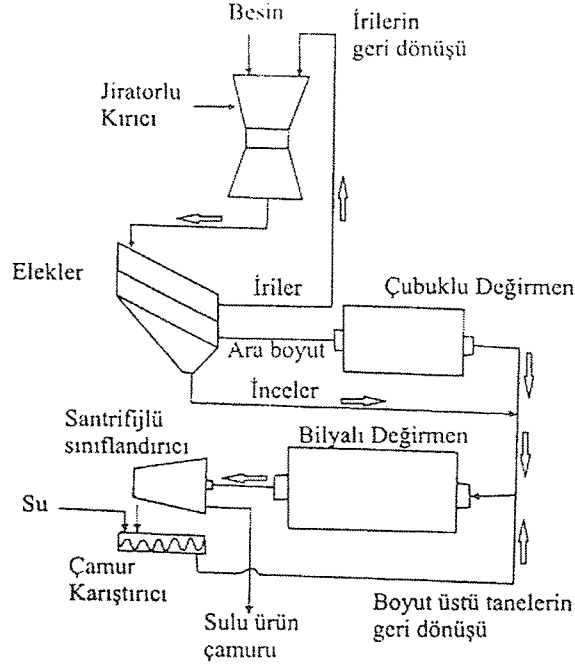 Besin
İrilerin
geri dönüşü
Jiratorlu
Kırıcı
Elekler
İriler
Çubuklu Değirmen
Ara boyut
İnceler
Santrifijlü
sınıflandırıcı
Bilyalı Değirmen
Su
Çamur
Karıştırıcı
Sulu ürün
çamuru
Boyut üstü tanelerin
geri dönüşü